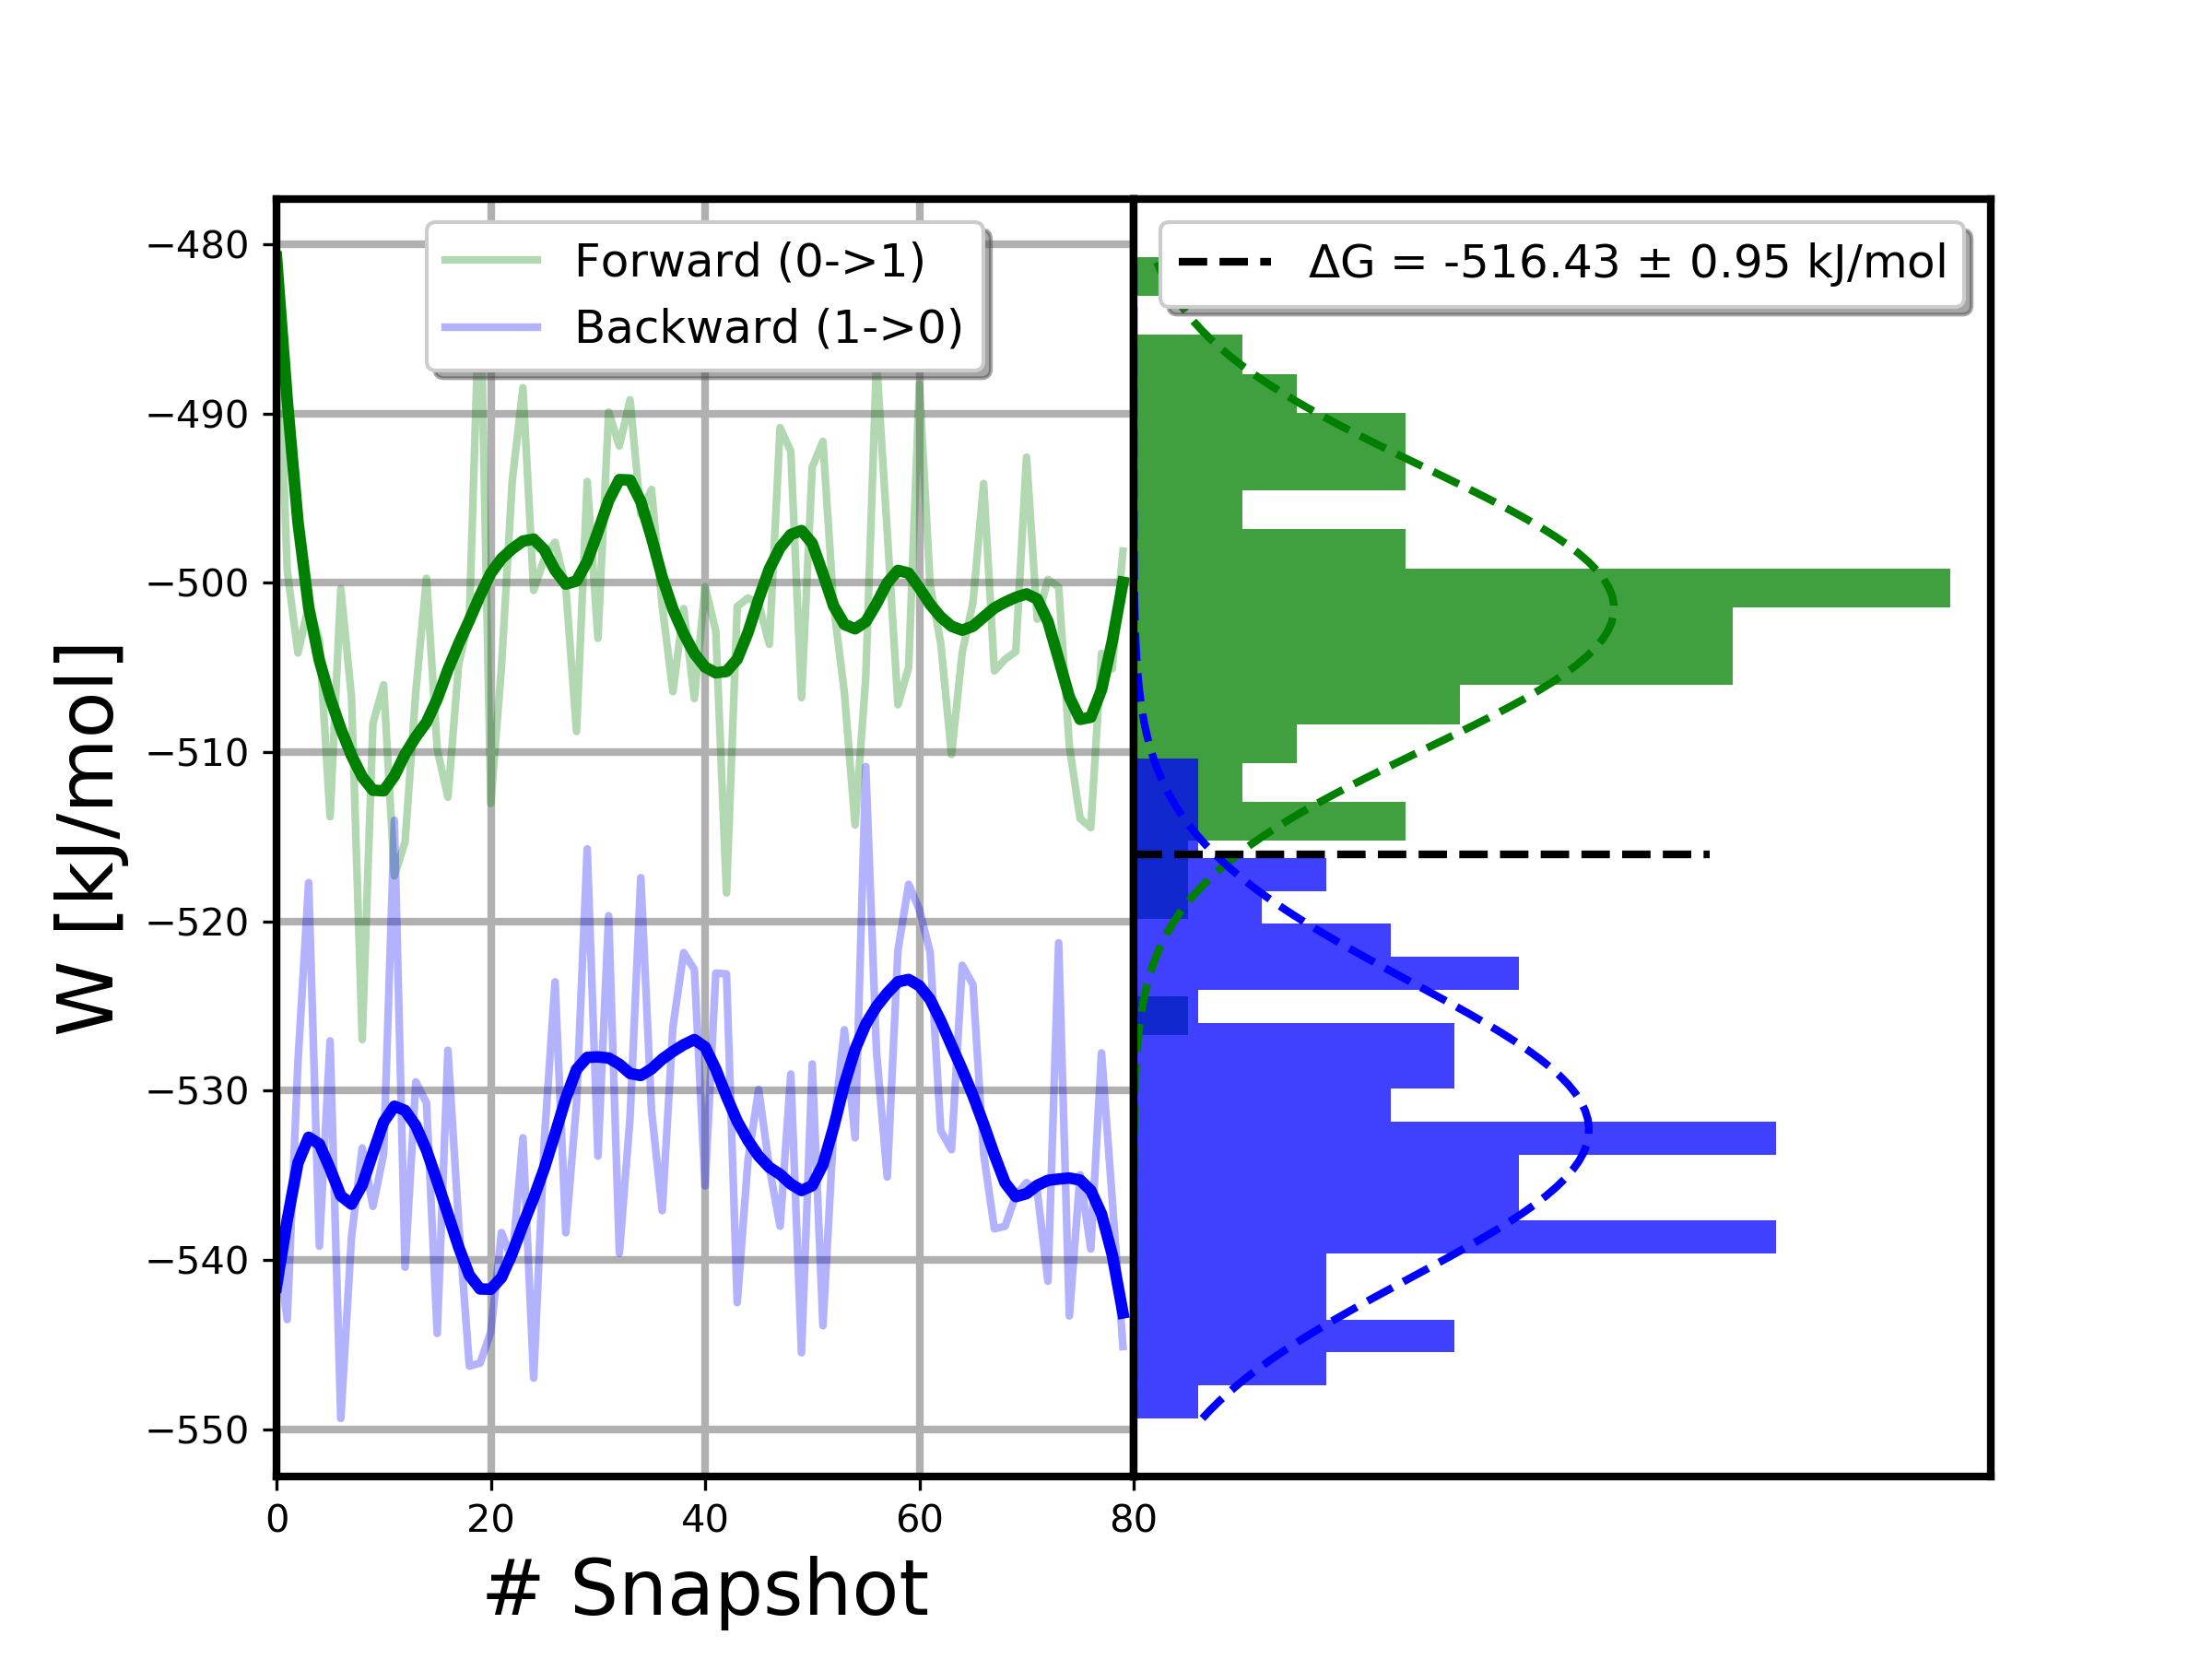 Forward (0->1)
Backward (1->0)
ΔG = -516.43 ± 0.95 kJ/mol
W [kJ/mol]
−480
−490
−500
−510
−520
−530
−540
−550
0 20 40 60 80
# Snapshot